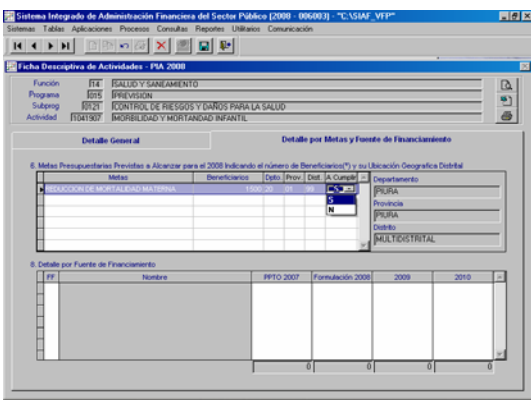 Sistema Integrado de Administración Financiera del Sector Público [2008 - 006003] - "C:\SIAF_VFP"
Sistemas Tablas Aplicaciones Procesos Consultas Reportes Utilitarios Comunicación
Ficha Descriptiva de Actividades - PIA 2008
Función 14 SALUD Y SANEAMIENTO
Programa 015 PREVISION
Subprog 0121 CONTROL DE RIESGOS Y DAÑOS PARA LA SALUD
Actividad 1041907 MORBILIDAD Y MORTANDAD INFANTIL
Detalle General Detalle por Metas y Fuente de Financiamiento
6. Metas Presupuestarias Previstas a Alcanzar para el 2008 Indicando el número de Beneficiarios(*) y su Ubicación Geografica Distrital
Metas Beneficiarios Dpto. Prov. Dist. A Cumplir Departamento
REDUCCION DE MORTALIDAD MATERNA 1500 20 01 99 S PIURA
S Provincia
N PIURA
Distrito
MULTIDISTRITAL
8. Detalle por Fuente de Financiamiento
FF Nombre PPTO 2007 Formulación 2008 2009 2010
0 0 0 0